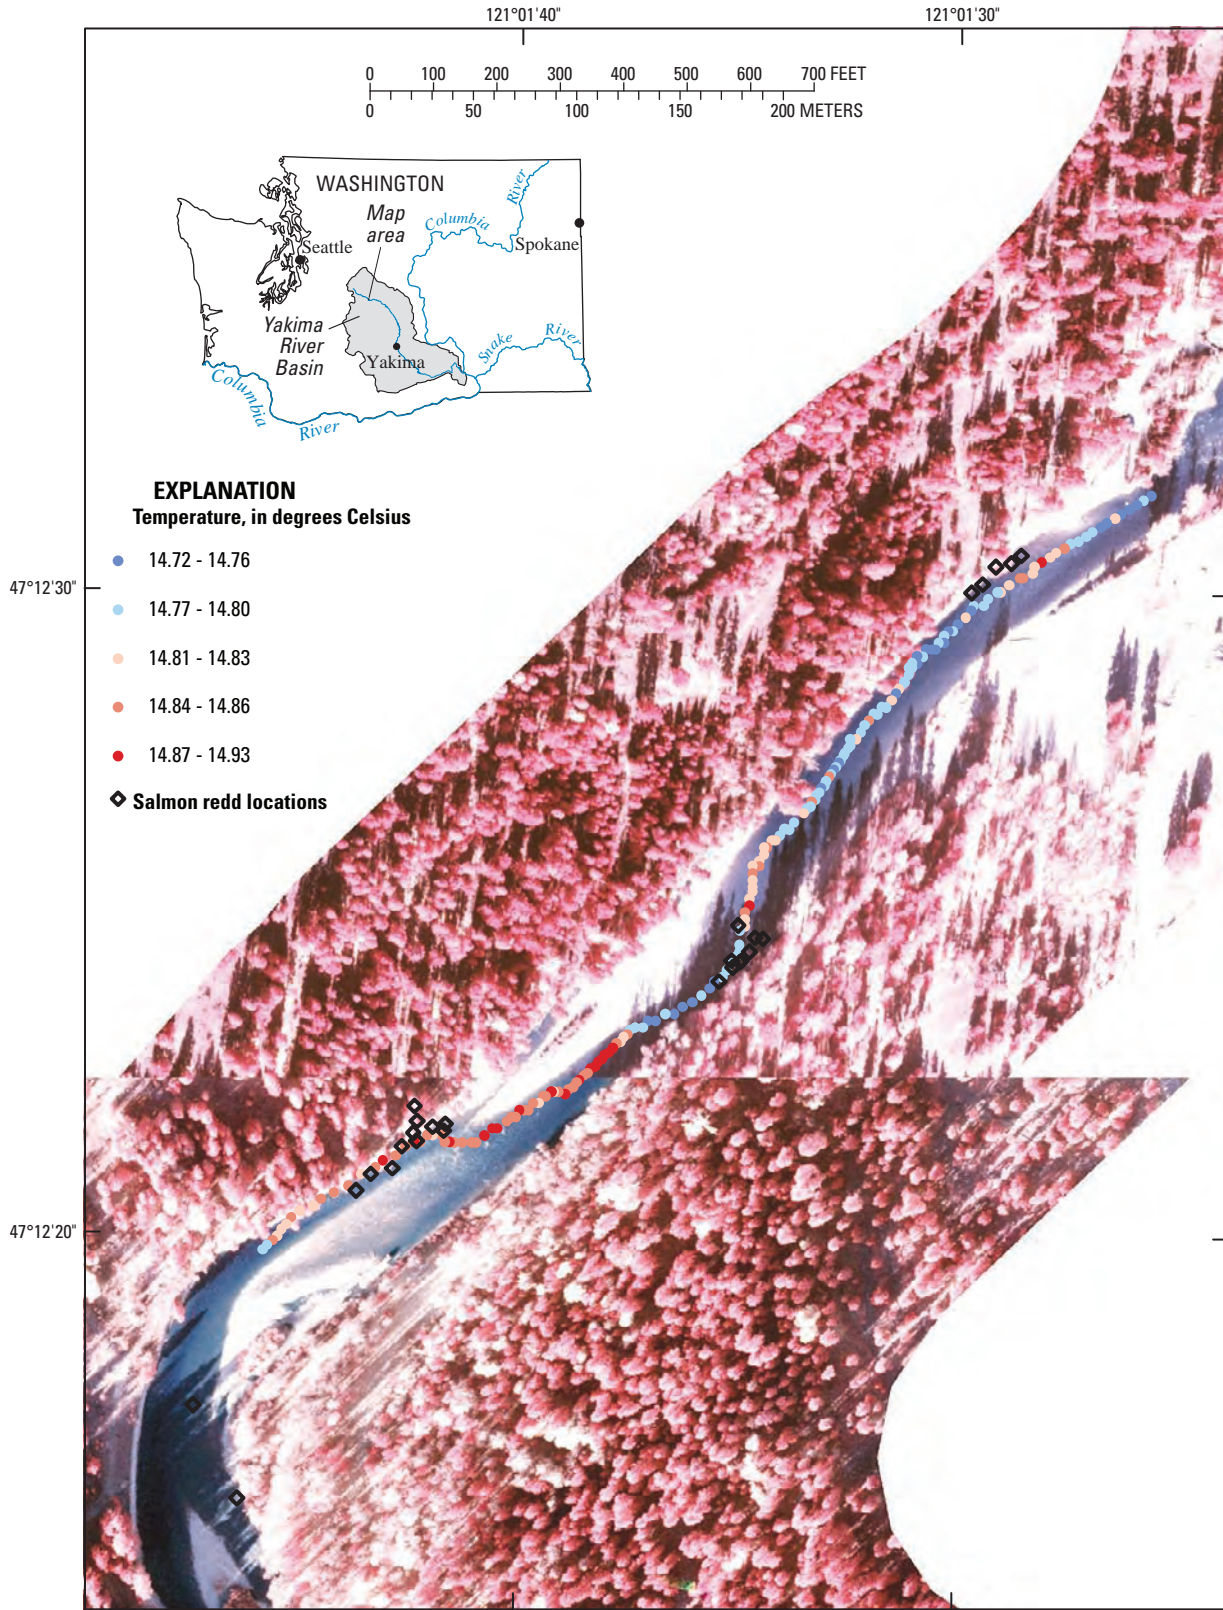 121°01'40"
121°01'30"
0 100 200 300 400 500 600 700 FEET
0 50 100 150 200 METERS
WASHINGTON
Map
area
Columbia
River
Seattle
Spokane
Yakima
River
Basin
Yakima
Snake
River
Columbia
River
EXPLANATION
Temperature, in degrees Celsius
14.72 - 14.76
14.77 - 14.80
14.81 - 14.83
14.84 - 14.86
14.87 - 14.93
Salmon redd locations
47°12'30"
47°12'20"